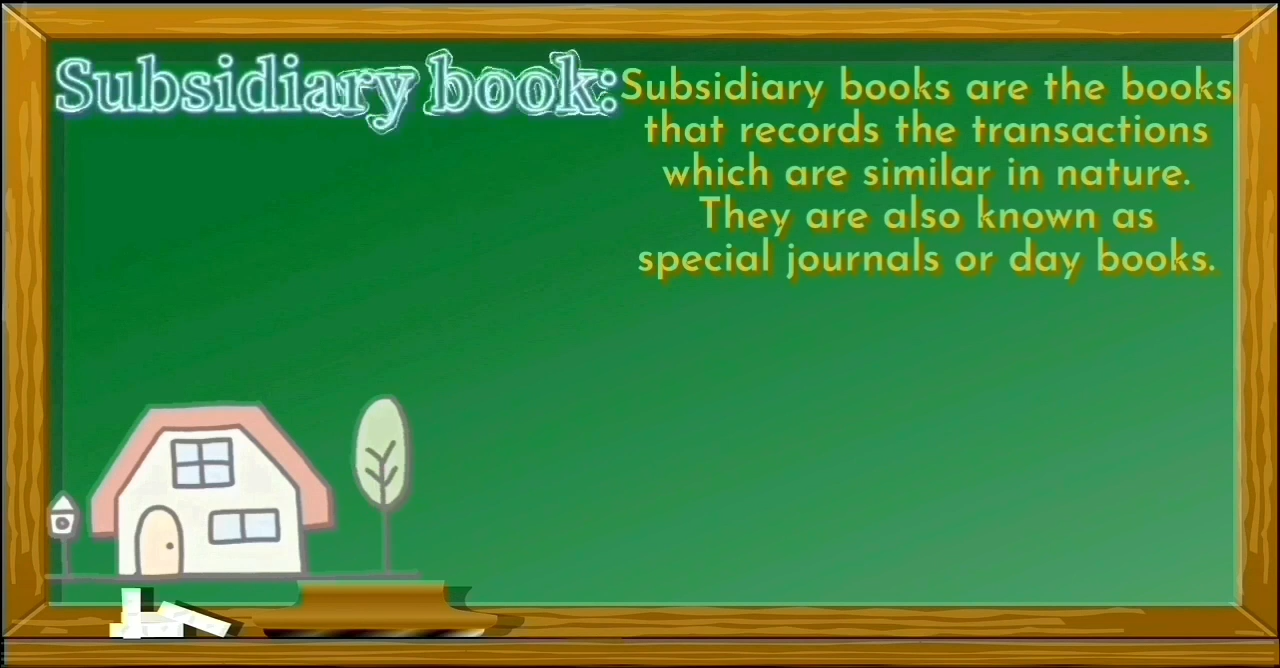 Subsidiary book:
Subsidiary books are the books
that records the transactions
which are similar in nature.
They are also known as
special journals or day books.